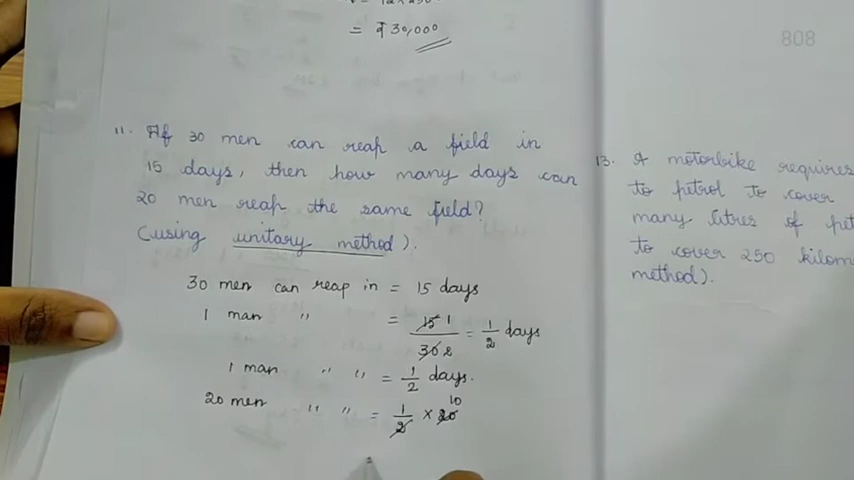 = ₹30,000
808
11. If 30 men can reap a field in
15 days, then how many days can
20 men reap the same field?
(using unitary method).
30 men can reap in = 15 days
1 man " = 15 1 / 30 2 = 1/2 days
1 man " " = 1/2 days.
20 men " " = 1/2 × 20 10
13. A motorbike requires
to petrol to cover
many litres of pet
to cover 250 kilom
method).